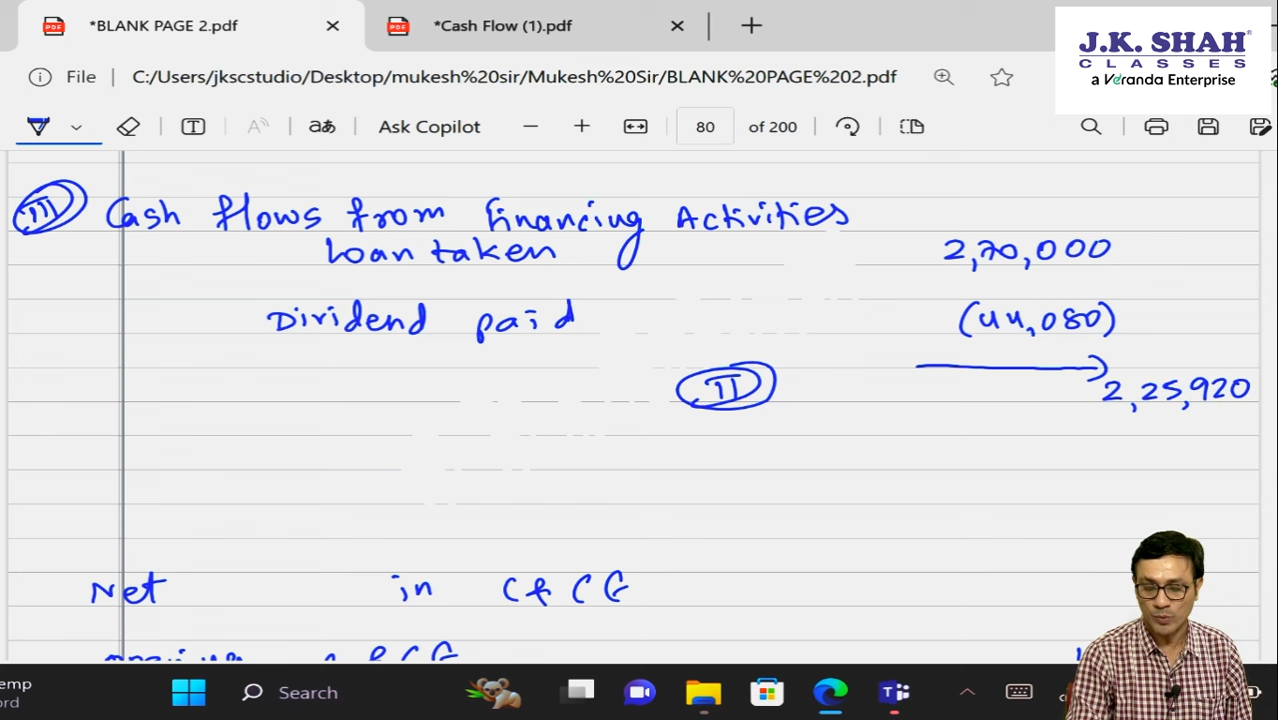 *BLANK PAGE 2.pdf
*Cash Flow (1).pdf
J.K. SHAH
CLASSES
a Veranda Enterprise
File C:/Users/jkscstudio/Desktop/mukesh%20sir/Mukesh%20Sir/BLANK%20PAGE%202.pdf
Ask Copilot 80 of 200
III Cash flows from Financing Activities
Loan taken 2,70,000
Dividend paid (44,080)
II 2,25,920
Net in C & CE
Search